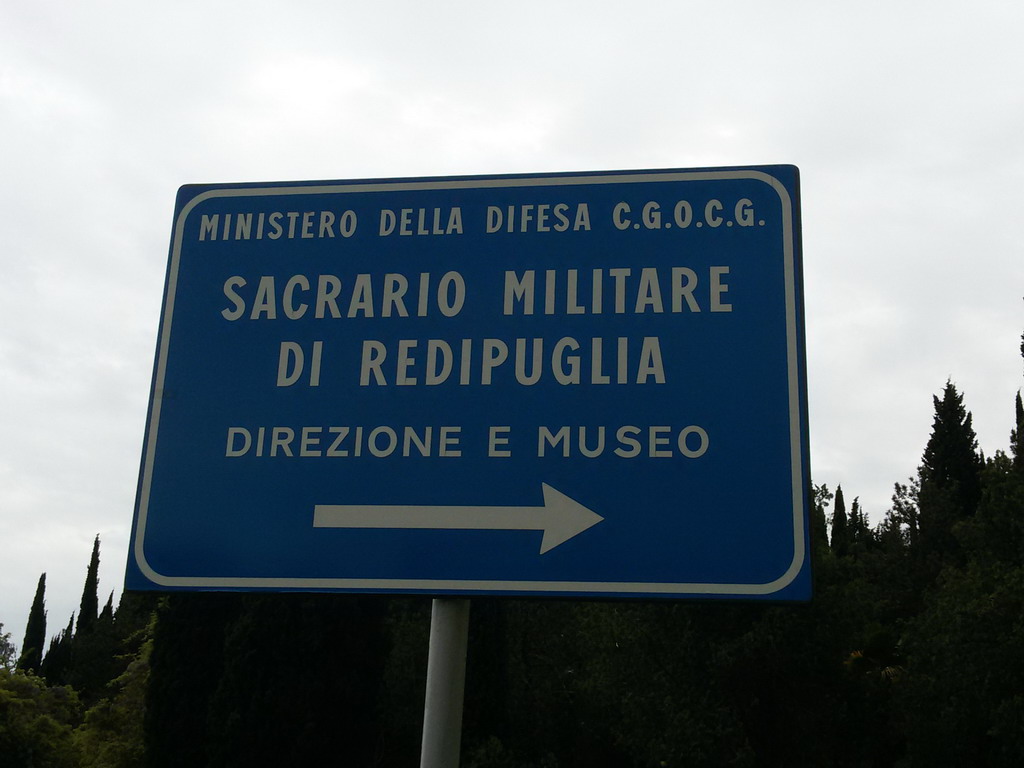 MINISTERO DELLA DIFESA C.G.O.C.G.
SACRARIO MILITARE
DI REDIPUGLIA
DIREZIONE E MUSEO